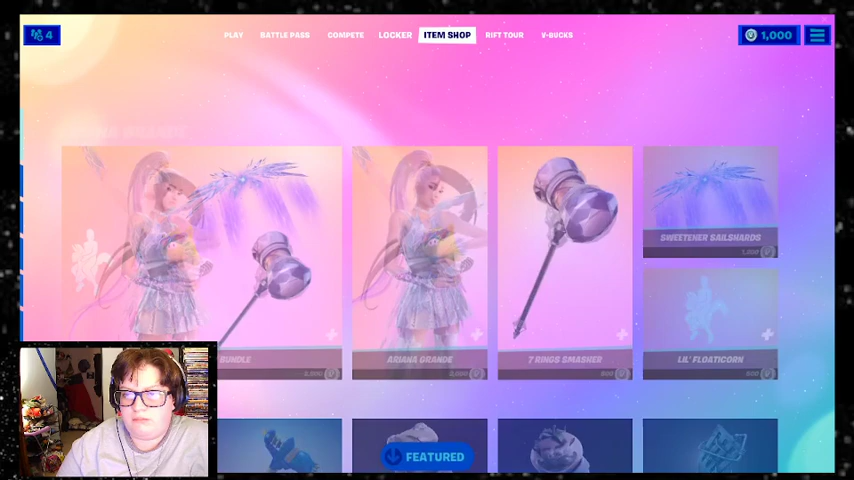 4
PLAY
BATTLE PASS
COMPETE
LOCKER
ITEM SHOP
RIFT TOUR
V-BUCKS
1,000
BUNDLE
ARIANA GRANDE
7 RINGS SMASHER
SWEETENER SAILSHARDS
LIL' FLOATICORN
FEATURED